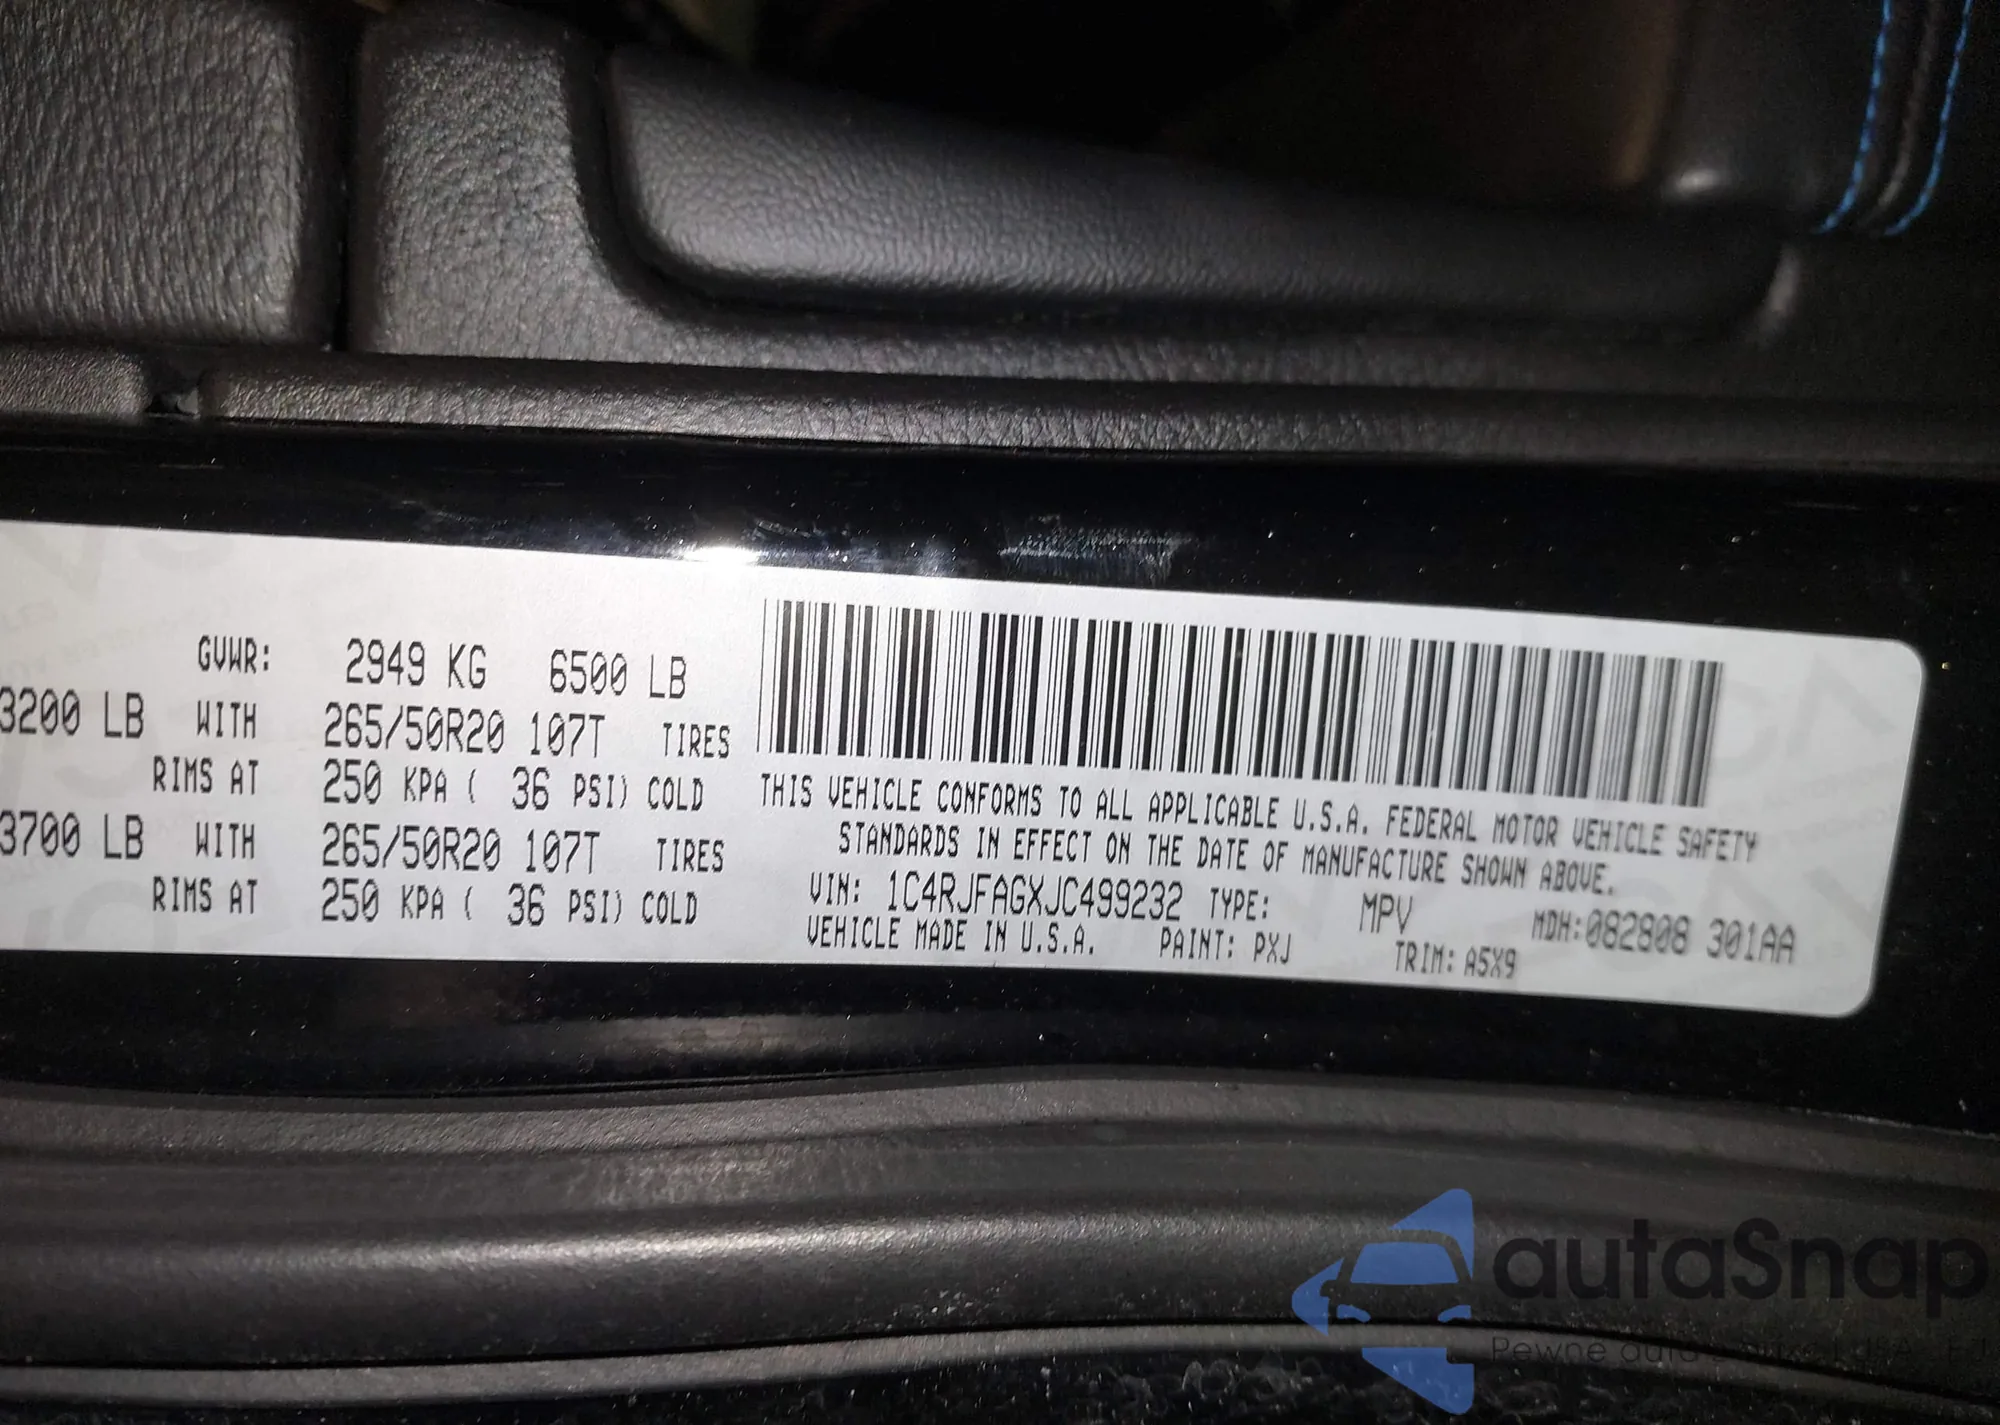 GVWR: 2949 KG 6500 LB
3200 LB WITH 265/50R20 107T TIRES
RIMS AT 250 KPA ( 36 PSI) COLD
3700 LB WITH 265/50R20 107T TIRES
RIMS AT 250 KPA ( 36 PSI) COLD
THIS VEHICLE CONFORMS TO ALL APPLICABLE U.S.A. FEDERAL MOTOR VEHICLE SAFETY
STANDARDS IN EFFECT ON THE DATE OF MANUFACTURE SHOWN ABOVE.
VIN: 1C4RJFAGXJC499232 TYPE: MPV MDH:082808 301AA
VEHICLE MADE IN U.S.A. PAINT: PXJ TRIM: A5X9
autoSnap
Pewne auta z